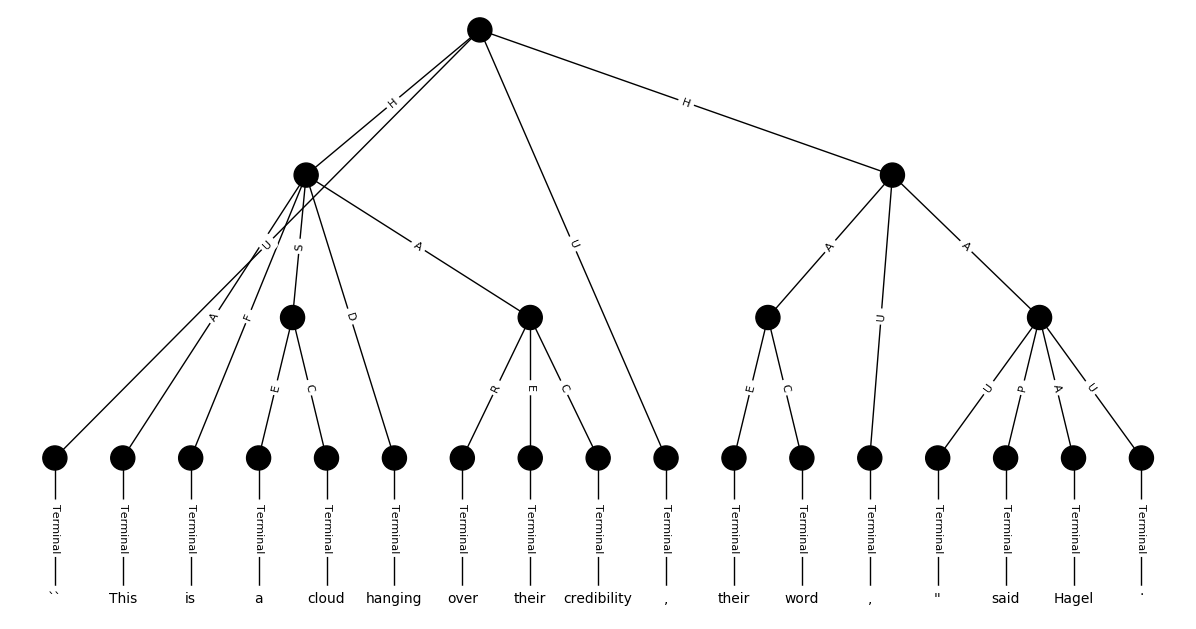 H H
U S A U A U A
A F D
E C R E C E C U P A U
Terminal Terminal Terminal Terminal Terminal Terminal Terminal Terminal Terminal Terminal Terminal Terminal Terminal Terminal Terminal Terminal Terminal
`` This is a cloud hanging over their credibility , their word , " said Hagel .